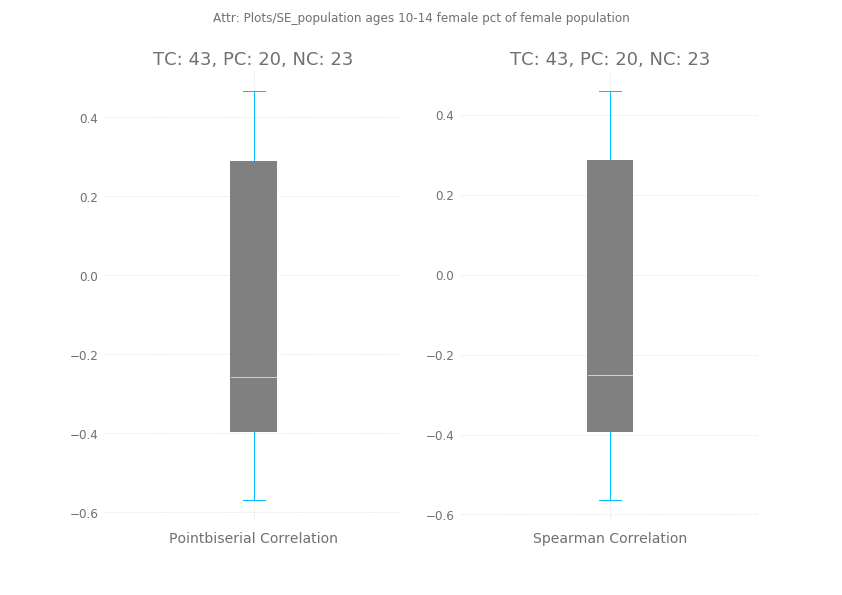 Attr: Plots/SE_population ages 10-14 female pct of female population
TC: 43, PC: 20, NC: 23
0.4
0.2
0.0
−0.2
−0.4
−0.6
Pointbiserial Correlation
TC: 43, PC: 20, NC: 23
0.4
0.2
0.0
−0.2
−0.4
−0.6
Spearman Correlation